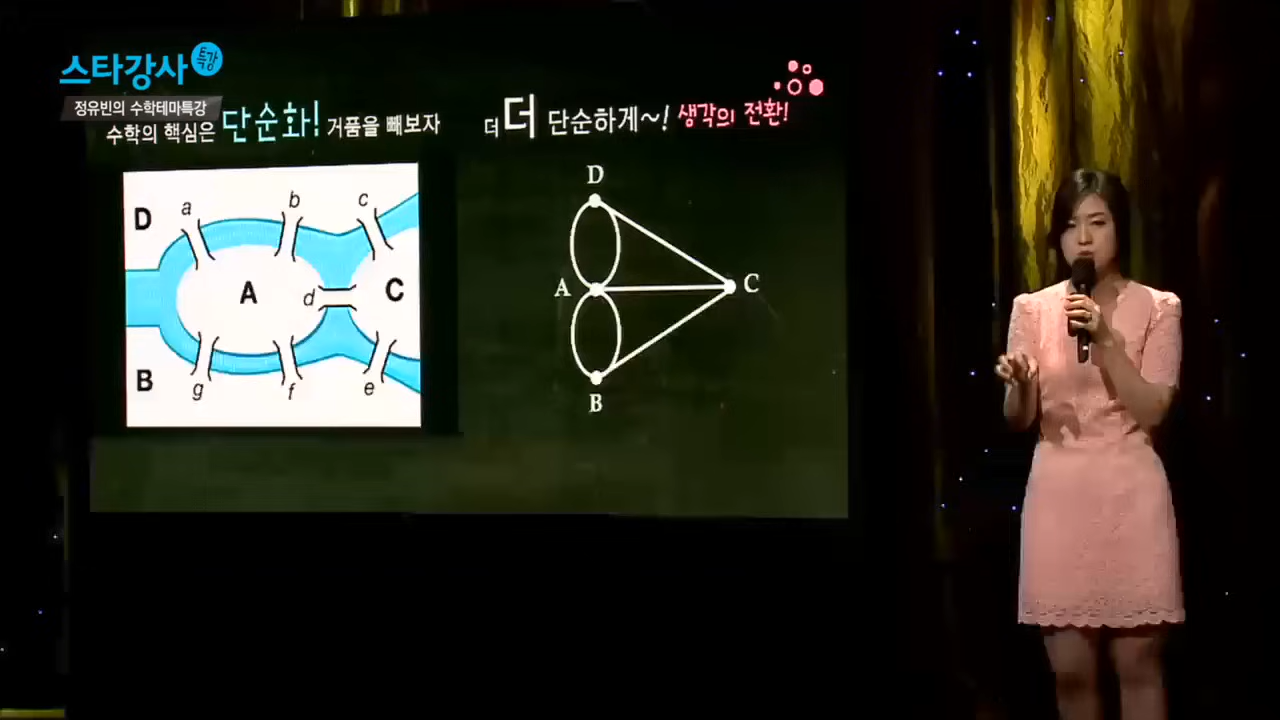 스타강사 특강
정유빈의 수학테마특강
수학의 핵심은 단순화! 거품을 빼보자
더 더 단순하게~! 생각의 전환!
D a b c
A d C
B g f e
D
A C
B